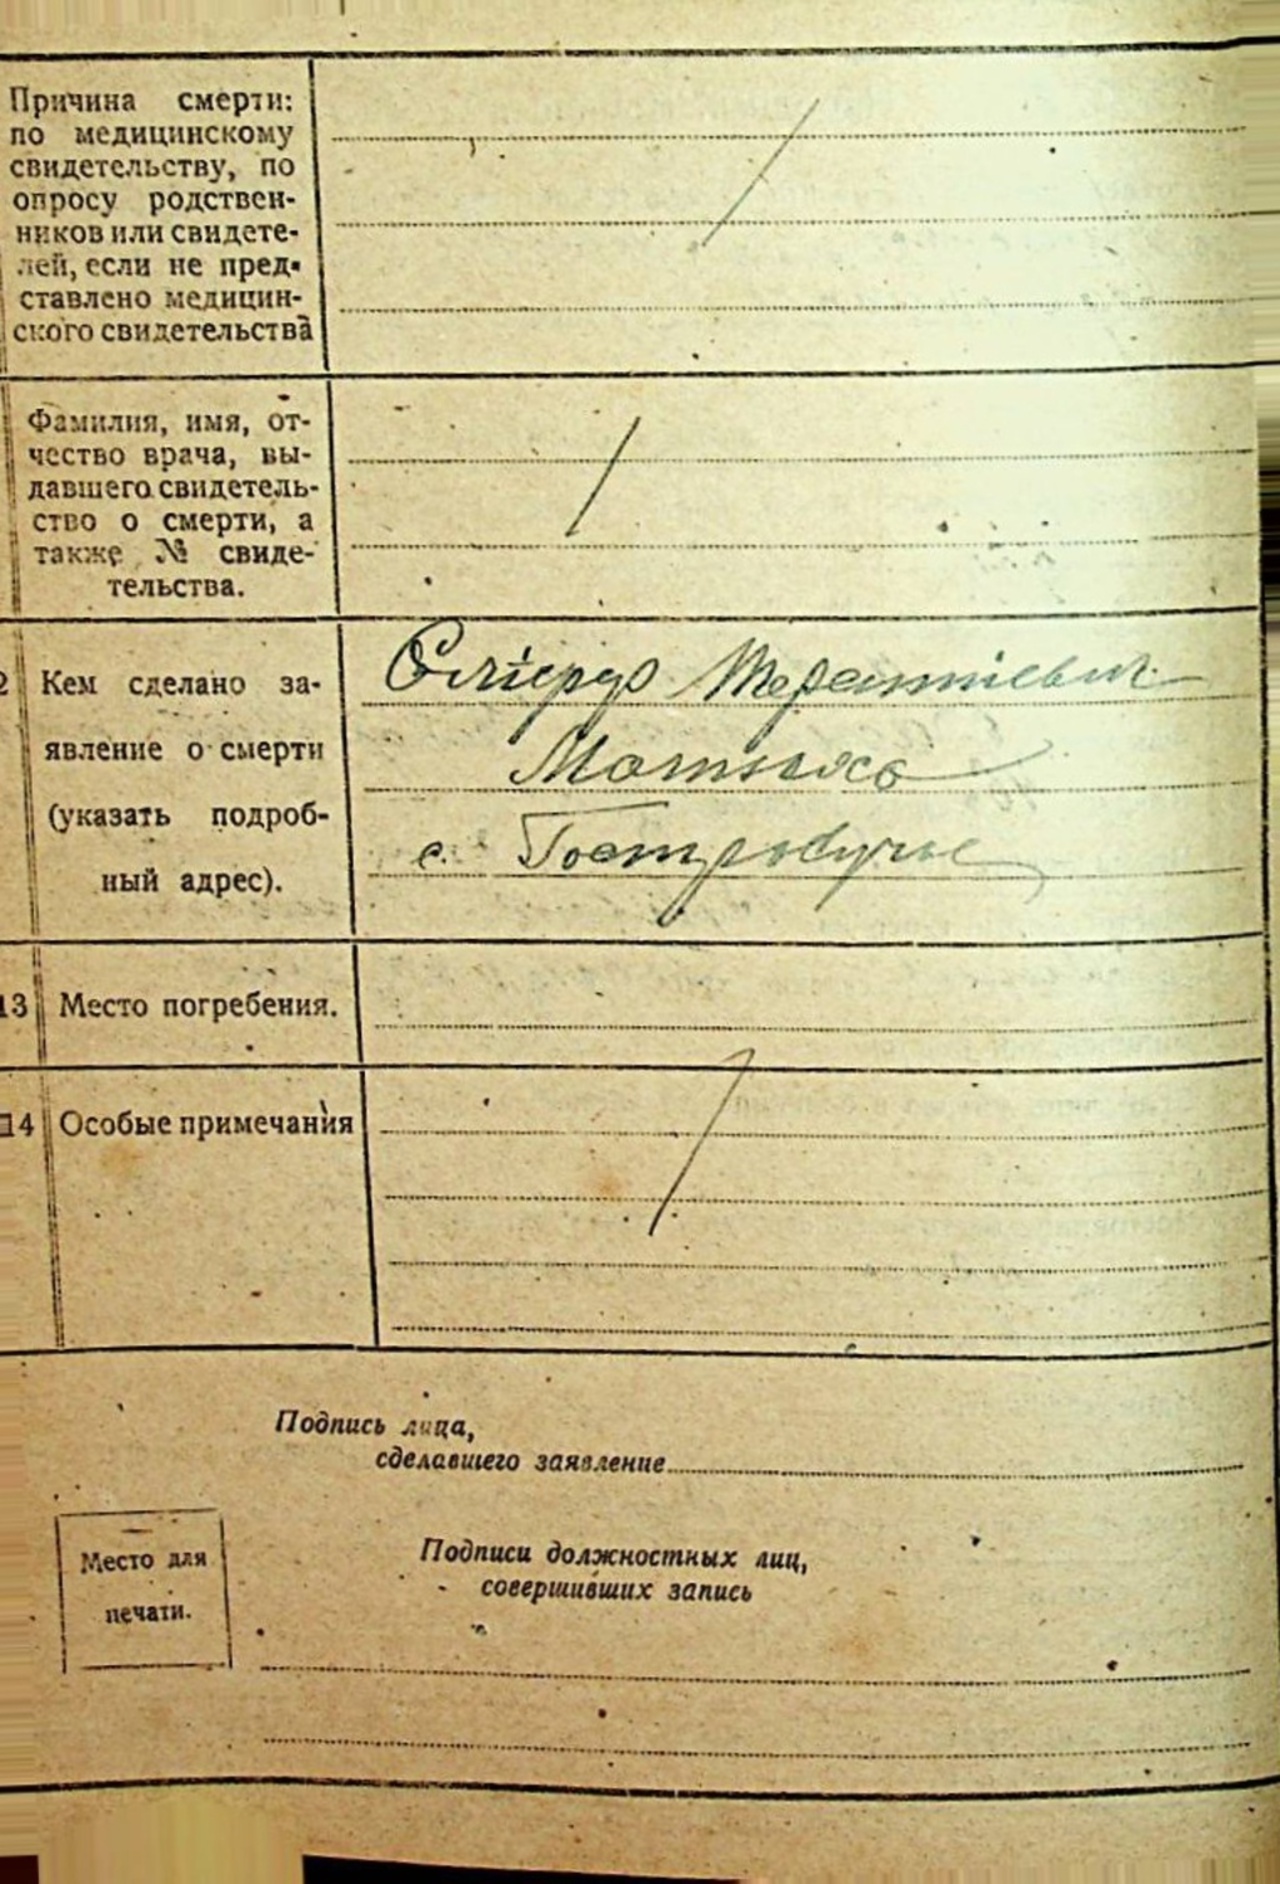 Причина смерти:
по медицинскому
свидетельству, по
опросу родствен-
ников или свидете-
лей, если не пред-
ставлено медицин-
ского свидетельства
Фамилия, имя, от-
чество врача, вы-
давшего свидетель-
ство о смерти, а
также № свиде-
тельства.
2 Кем сделано за-
явление о смерти
(указать подроб-
ный адрес).
с.
13 Место погребения.
14 Особые примечания
Подпись лица,
сделавшего заявление
Место для
печати.
Подписи должностных лиц,
совершивших запись